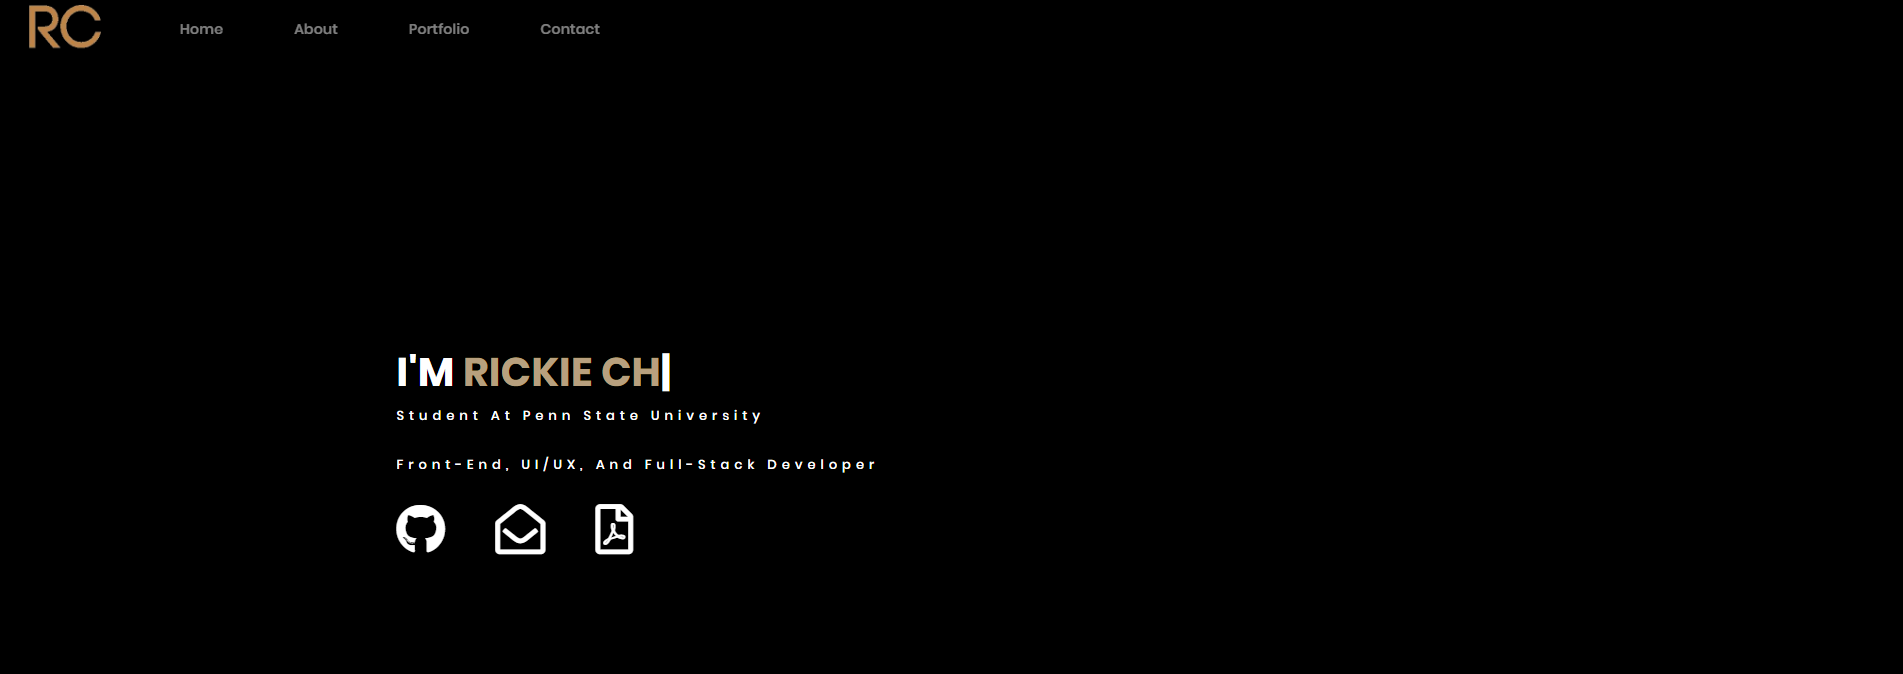 RC Home About Portfolio Contact
I'M RICKIE CH|
Student At Penn State University
Front-End, UI/UX, And Full-Stack Developer